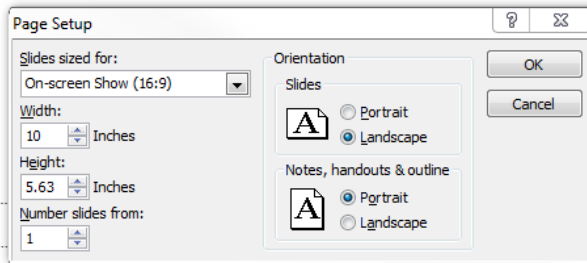 Page Setup
Slides sized for:
On-screen Show (16:9)
Width:
10 Inches
Height:
5.63 Inches
Number slides from:
1
Orientation
Slides
A
Portrait
Landscape
Notes, handouts & outline
A
Portrait
Landscape
OK
Cancel